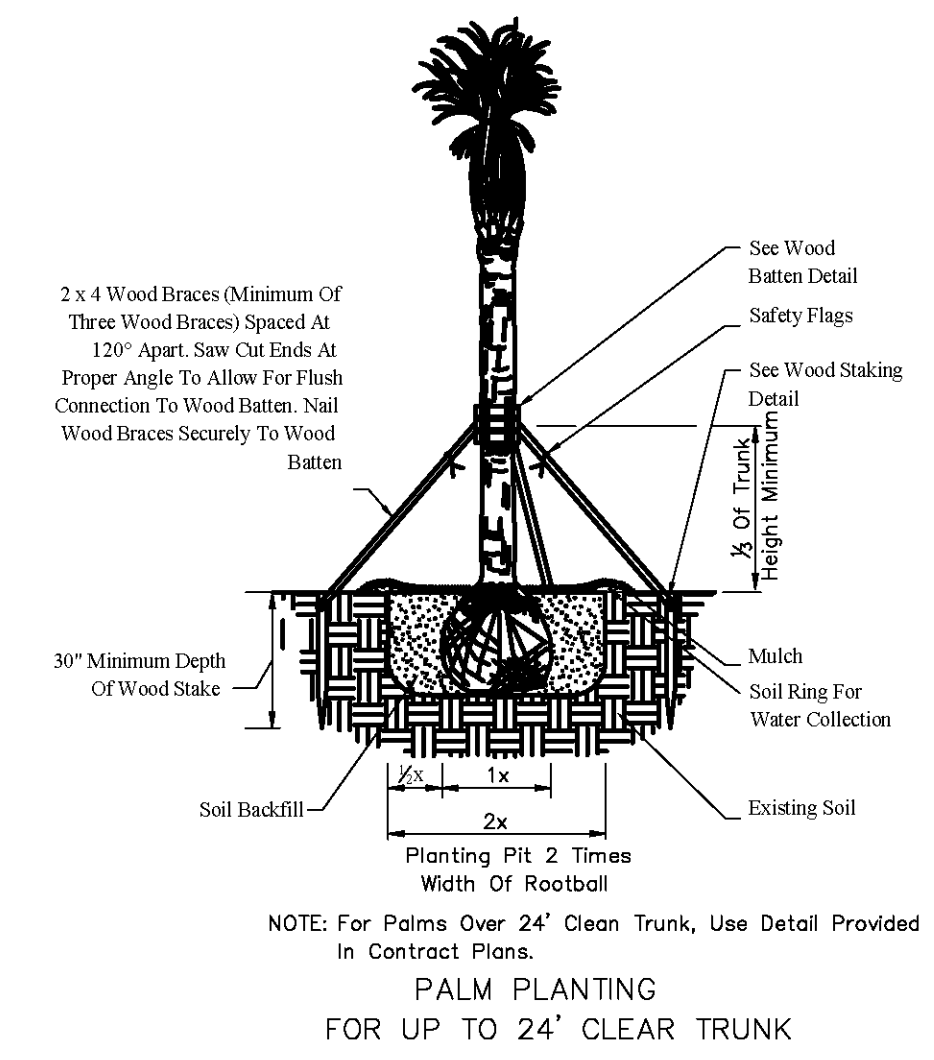 See Wood
Batten Detail
2 x 4 Wood Braces (Minimum Of
Three Wood Braces) Spaced At
120° Apart. Saw Cut Ends At
Proper Angle To Allow For Flush
Connection To Wood Batten. Nail
Wood Braces Securely To Wood
Batten
Safety Flags
See Wood Staking
Detail
⅓ Of Trunk
Height Minimum
30" Minimum Depth
Of Wood Stake
Mulch
Soil Ring For
Water Collection
½x
1x
Soil Backfill
Existing Soil
2x
Planting Pit 2 Times
Width Of Rootball
NOTE: For Palms Over 24' Clean Trunk, Use Detail Provided
In Contract Plans.
PALM PLANTING
FOR UP TO 24' CLEAR TRUNK